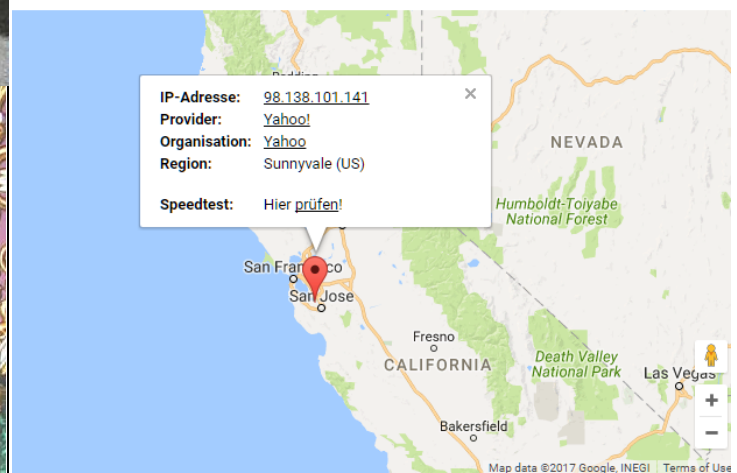 IP-Adresse: 98.138.101.141 ×
Provider: Yahoo!
Organisation: Yahoo
Region: Sunnyvale (US)
Speedtest: Hier prüfen!
NEVADA
Humboldt-Toiyabe
National Forest
San Francisco
San Jose
Fresno
CALIFORNIA
Death Valley
National Park
Las Vegas
+
−
Bakersfield
Map data ©2017 Google, INEGI Terms of Use